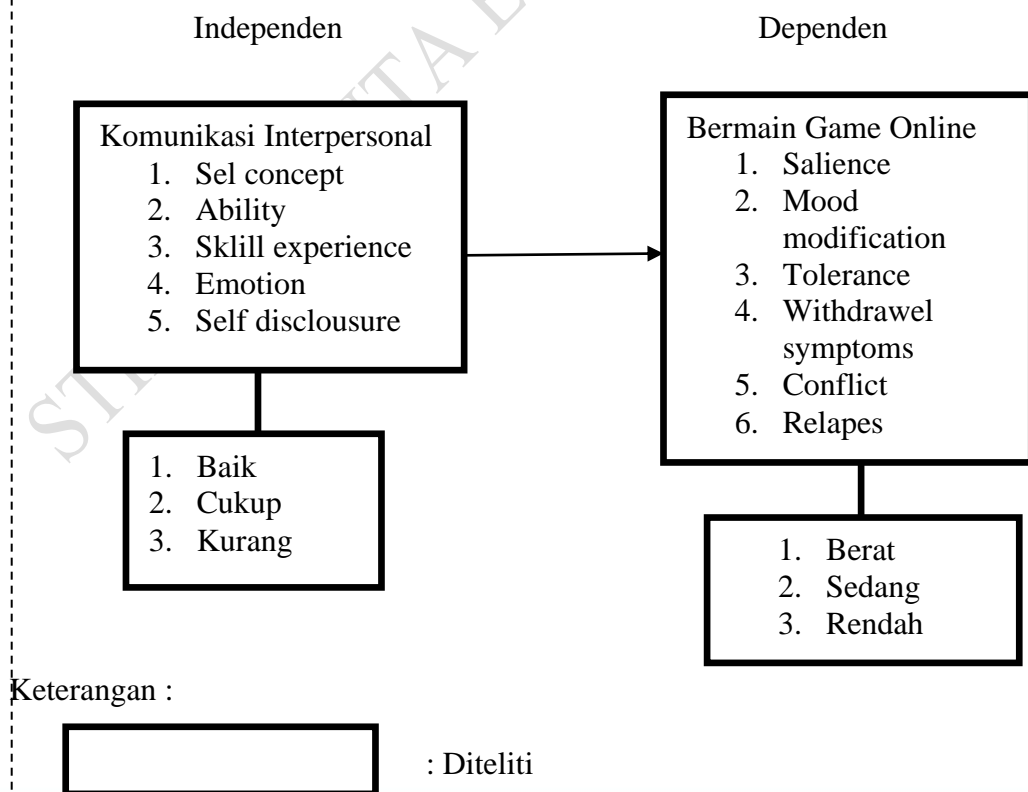 Independen
Dependen
Komunikasi Interpersonal
1. Sel concept
2. Ability
3. Sklill experience
4. Emotion
5. Self disclousure
Bermain Game Online
1. Salience
2. Mood
modification
3. Tolerance
4. Withdrawel
symptoms
5. Conflict
6. Relapes
1. Baik
2. Cukup
3. Kurang
1. Berat
2. Sedang
3. Rendah
Keterangan :
: Diteliti